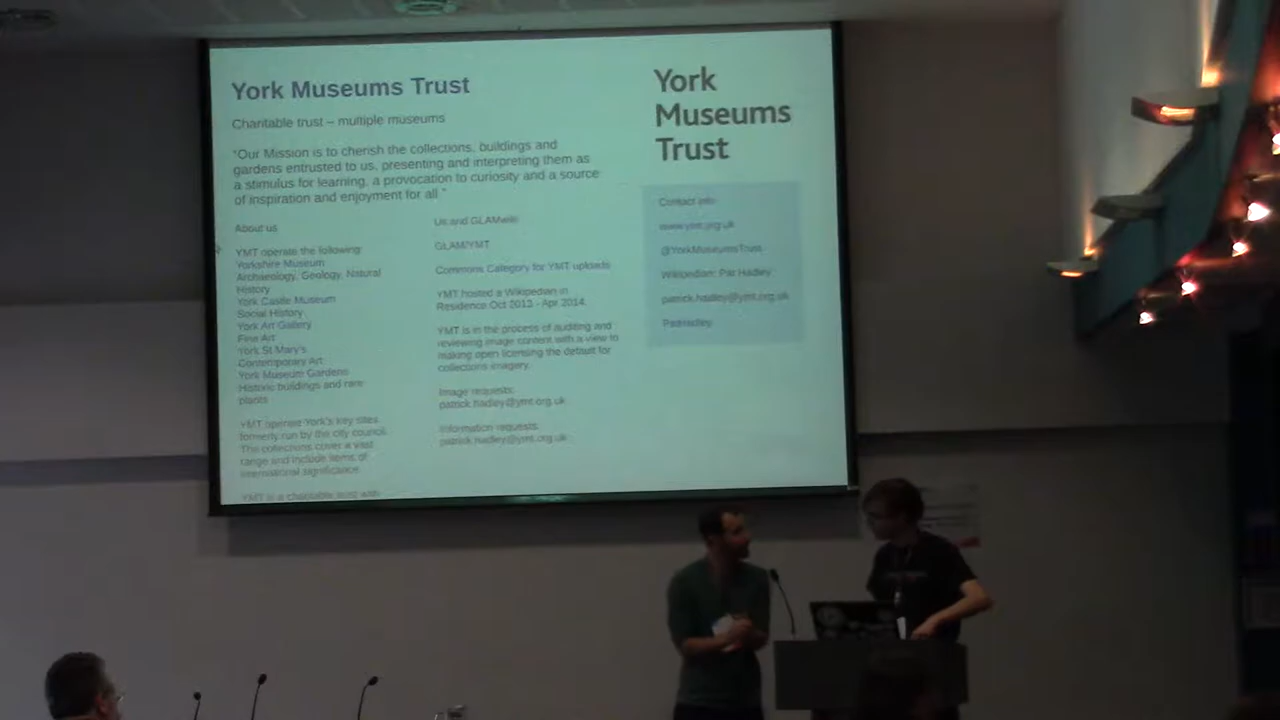 York Museums Trust
Charitable trust – multiple museums
"Our Mission is to cherish the collections, buildings and
gardens entrusted to us, presenting and interpreting them as
a stimulus for learning, a provocation to curiosity and a source
of inspiration and enjoyment for all."
About us
YMT operate the following:
Yorkshire Museum
Archaeology, Geology, Natural
History
York Castle Museum
Social History
York Art Gallery
Fine Art
York St Mary's
Contemporary Art
York Museum Gardens
Historic buildings and rare
plants
YMT operate York's key sites
formerly run by the city council.
The collections cover a vast
range and include items of
international significance.
YMT is a charitable trust with
Us and GLAMwiki
GLAM/YMT
Commons Category for YMT uploads
YMT hosted a Wikipedian in
Residence Oct 2013 - Apr 2014.
YMT is in the process of auditing and
reviewing image content with a view to
making open licensing the default for
collections imagery.
Image requests:
patrick.hadley@ymt.org.uk
Information requests:
patrick.hadley@ymt.org.uk
York
Museums
Trust
Contact info
www.ymt.org.uk
@YorkMuseumsTrust
Wikipedian: Pat Hadley
patrick.hadley@ymt.org.uk
PatHadley